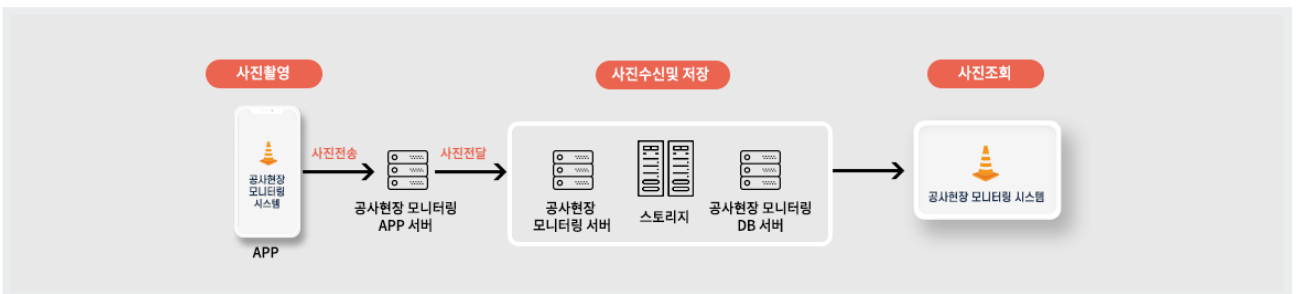 사진촬영
사진수신및 저장
사진조회
공사현장
모니터링
시스템
APP
사진전송
공사현장 모니터링
APP 서버
사진전달
공사현장
모니터링 서버
스토리지
공사현장 모니터링
DB 서버
공사현장 모니터링 시스템